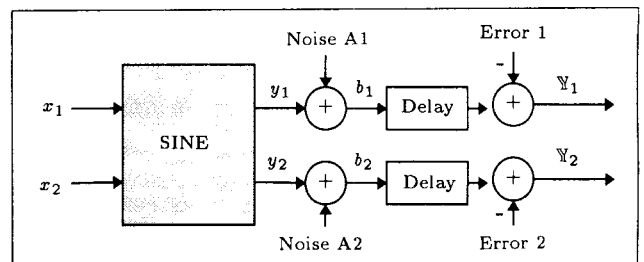 Noise A1 Error 1
x₁ y₁ + b₁ Delay - + 𝕐₁
SINE
x₂ y₂ + b₂ Delay + 𝕐₂
-
Noise A2 Error 2